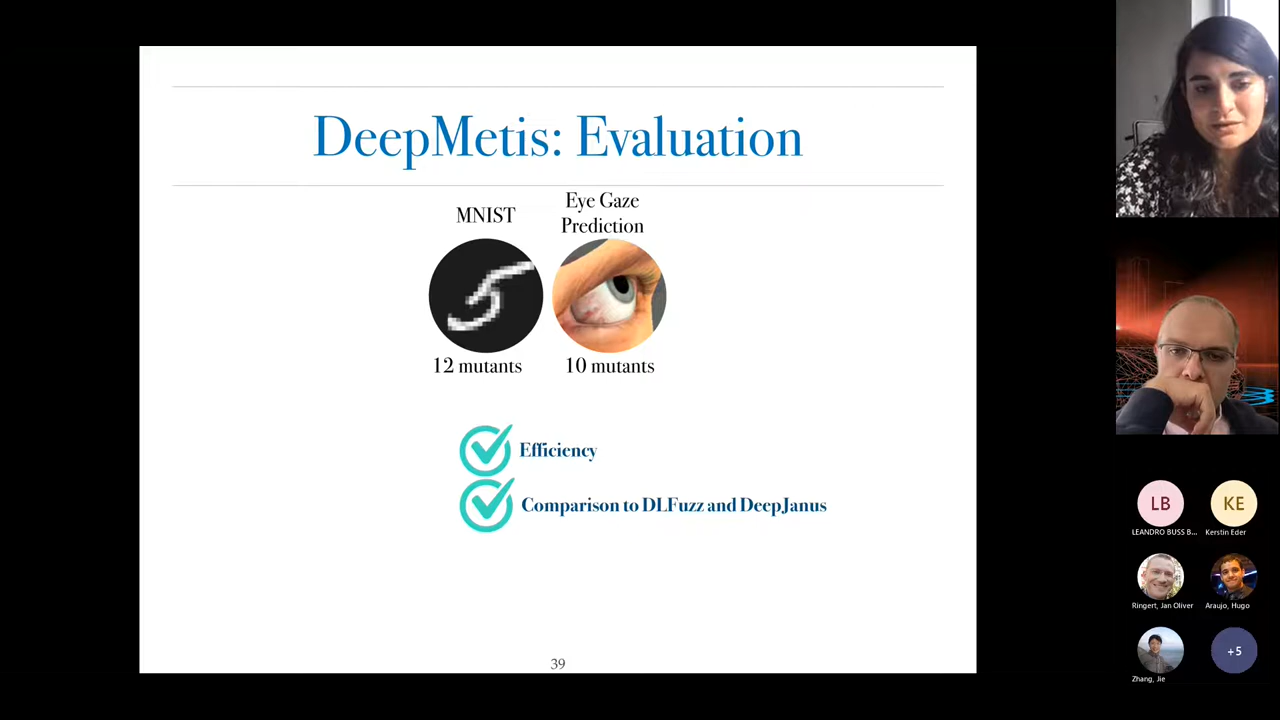 DeepMetis: Evaluation
MNIST
Eye Gaze
Prediction
12 mutants
10 mutants
Efficiency
Comparison to DLFuzz and DeepJanus
39
LB
KE
LEANDRO BUSS B...
Kerstin Eder
Ringert, Jan Oliver
Araujo, Hugo
Zhang, Jie
+5